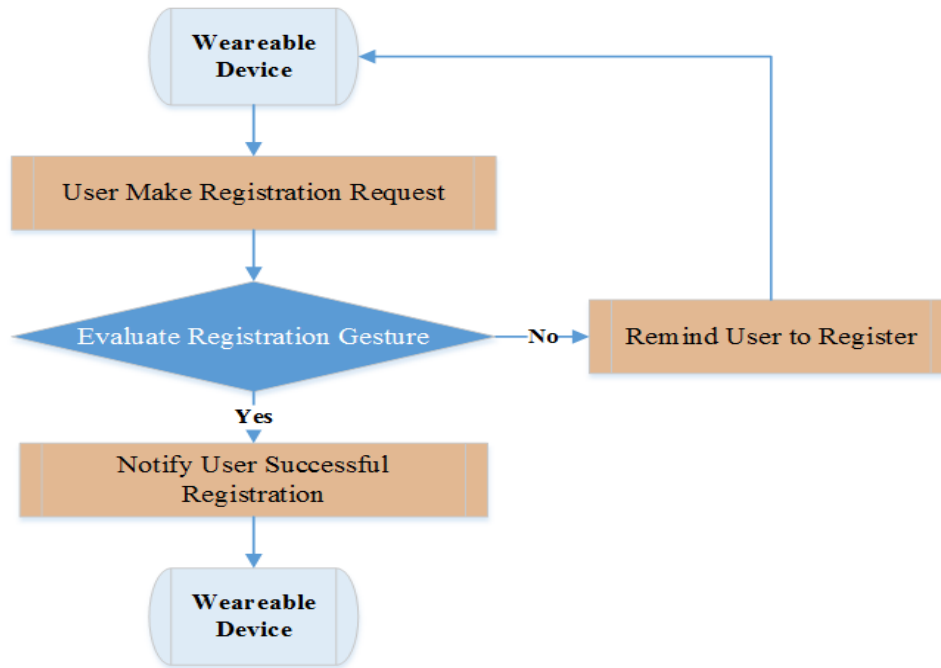 Weareable
Device
User Make Registration Request
Evaluate Registration Gesture
No
Remind User to Register
Yes
Notify User Successful
Registration
Weareable
Device